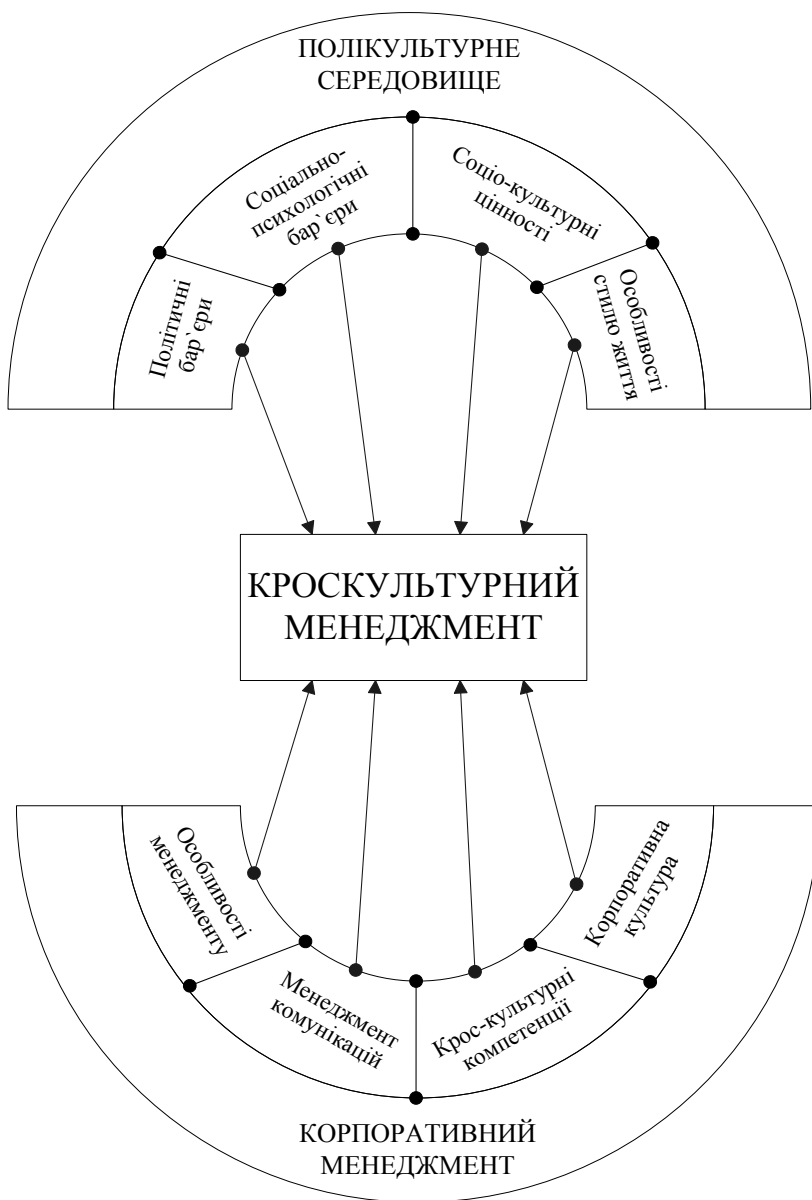 ПОЛІКУЛЬТУРНЕ
СЕРЕДОВИЩЕ
Політичні
бар`єри
Соціально-
психологічні
бар`єри
Соціо-культурні
цінності
Особливості
стилю життя
КРОСКУЛЬТУРНИЙ
МЕНЕДЖМЕНТ
Особливості
менеджменту
Менеджмент
комунікацій
Крос-культурні
компетенції
Корпоративна
культура
КОРПОРАТИВНИЙ
МЕНЕДЖМЕНТ